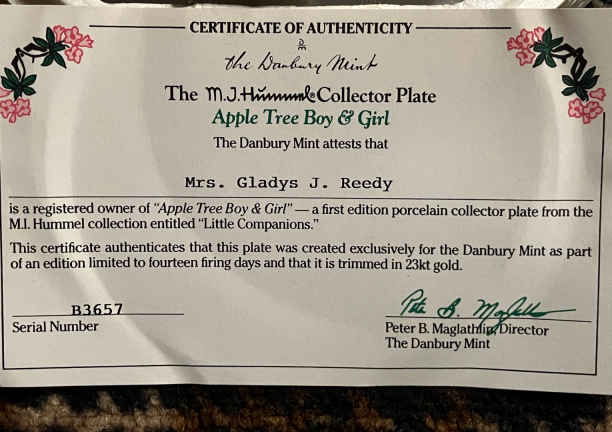 CERTIFICATE OF AUTHENTICITY
DM
the Danbury Mint
The M.J. Hummel® Collector Plate
Apple Tree Boy & Girl
The Danbury Mint attests that
Mrs. Gladys J. Reedy
is a registered owner of "Apple Tree Boy & Girl" — a first edition porcelain collector plate from the
M.I. Hummel collection entitled "Little Companions."
This certificate authenticates that this plate was created exclusively for the Danbury Mint as part
of an edition limited to fourteen firing days and that it is trimmed in 23kt gold.
B3657
Serial Number
Peter B. Maglathlin
Peter B. Maglathlin, Director
The Danbury Mint